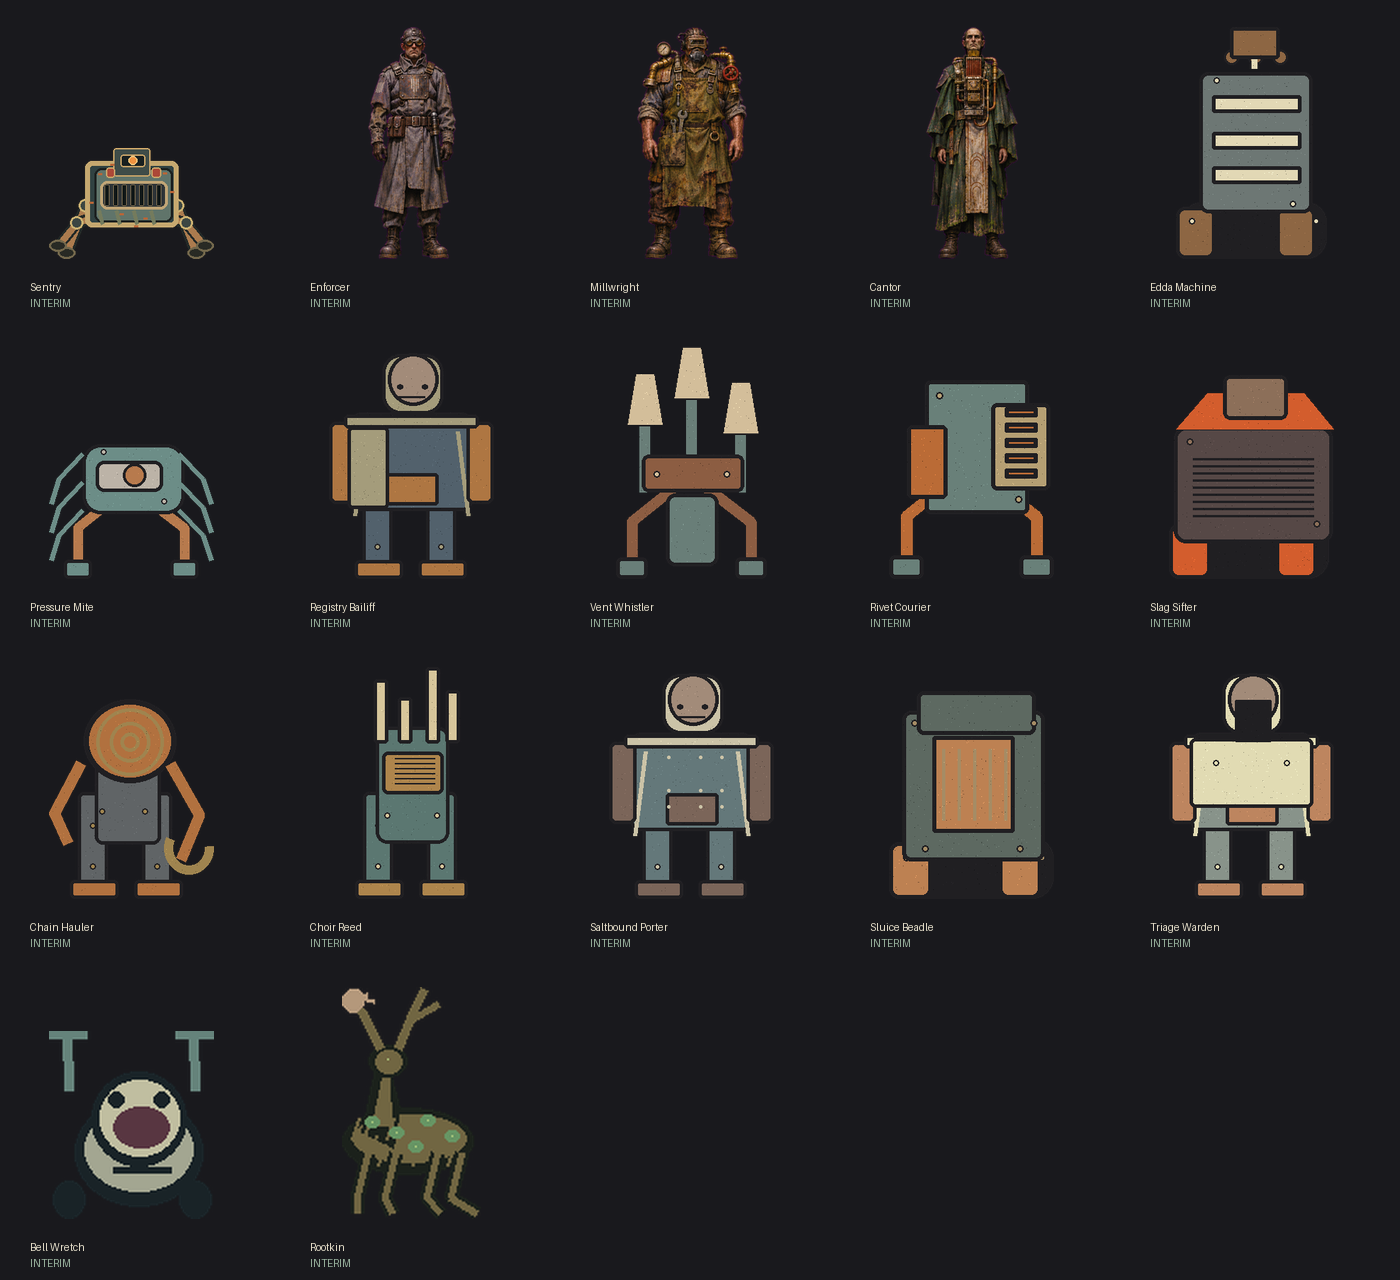 Sentry
INTERIM
Enforcer
INTERIM
Millwright
INTERIM
Cantor
INTERIM
Edda Machine
INTERIM
Pressure Mite
INTERIM
Registry Bailiff
INTERIM
Vent Whistler
INTERIM
Rivet Courier
INTERIM
Slag Sifter
INTERIM
Chain Hauler
INTERIM
Choir Reed
INTERIM
Saltbound Porter
INTERIM
Sluice Beadle
INTERIM
Triage Warden
INTERIM
Bell Wretch
INTERIM
Rootkin
INTERIM